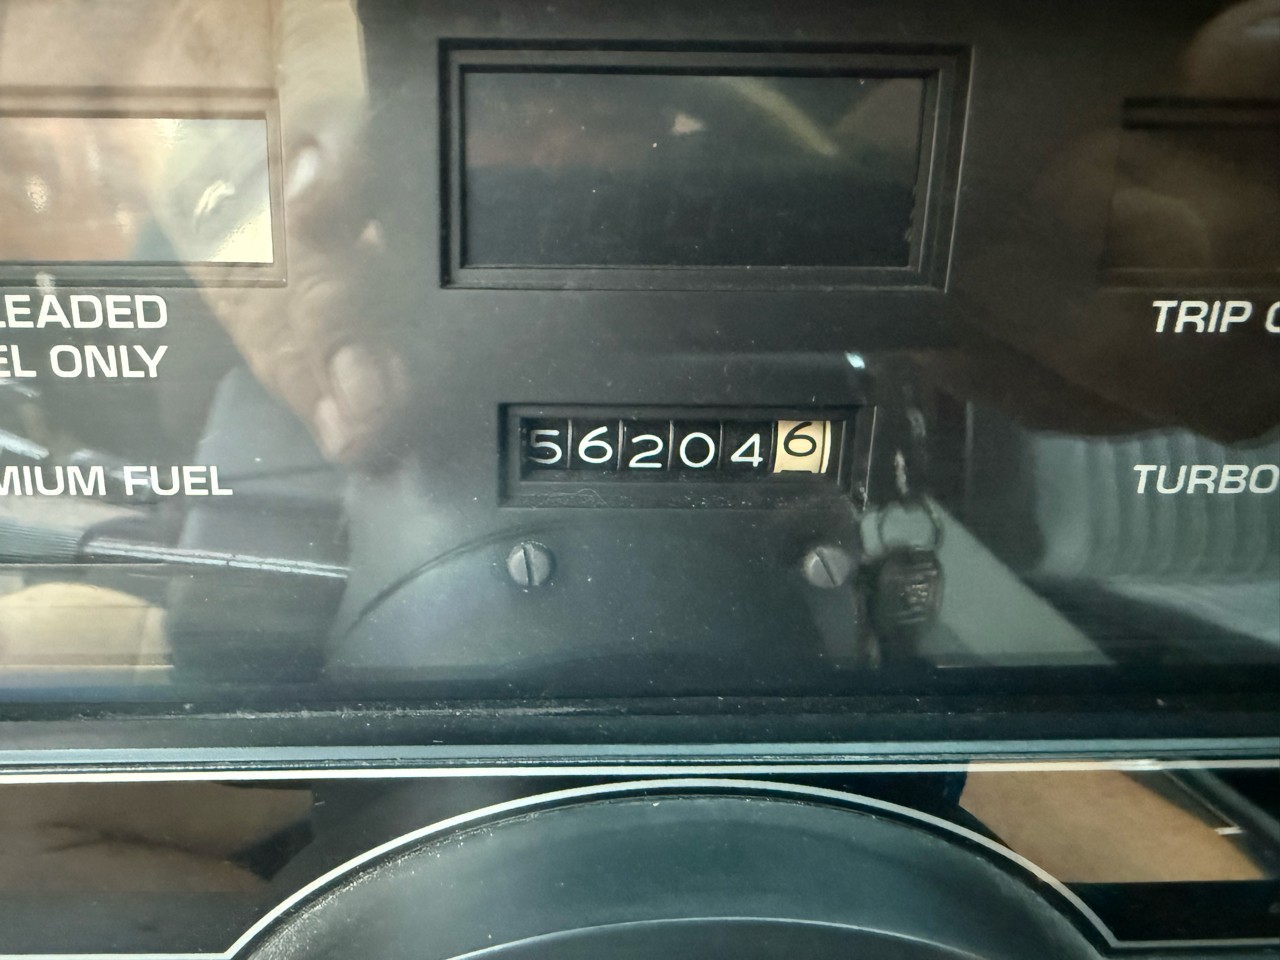 LEADED
EL ONLY
MIUM FUEL
562046
TRIP
TURBO